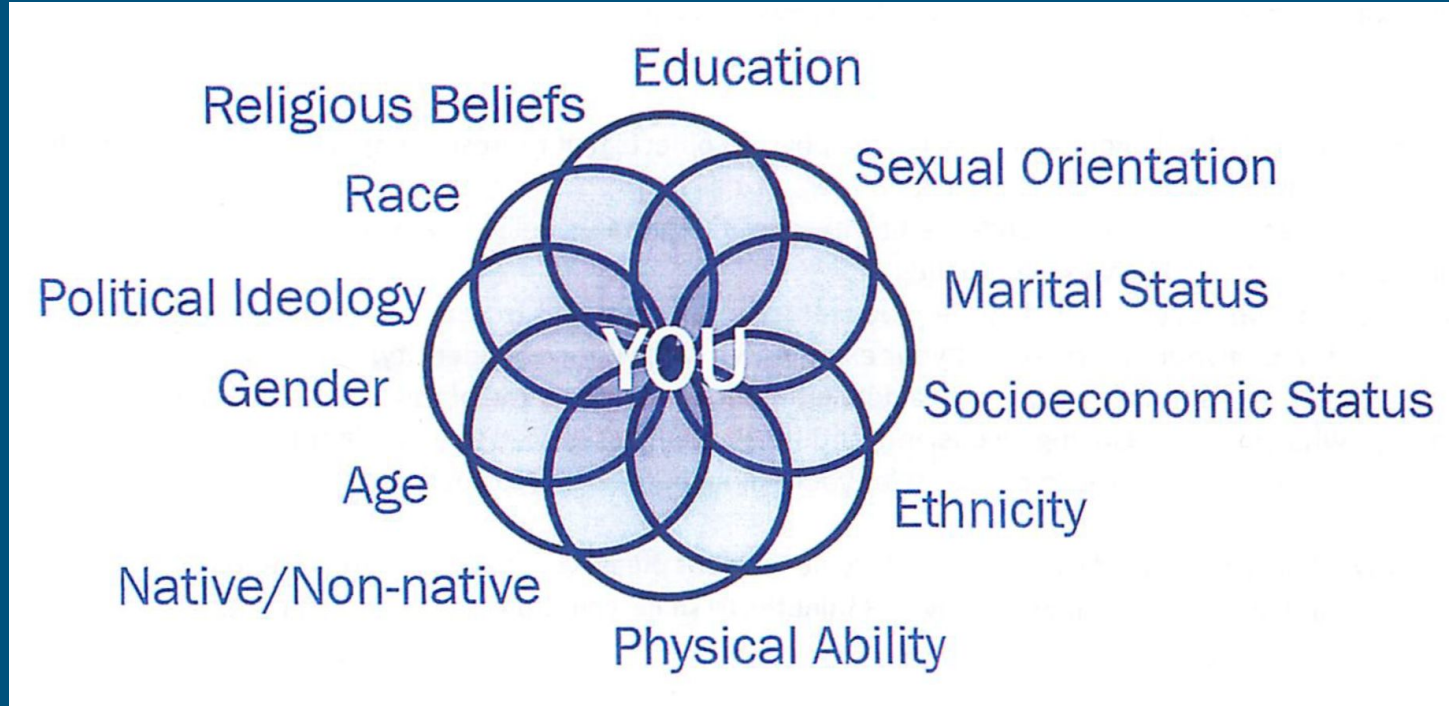 Education
Religious Beliefs
Sexual Orientation
Race
Marital Status
Political Ideology
YOU
Gender
Socioeconomic Status
Age
Ethnicity
Native/Non-native
Physical Ability